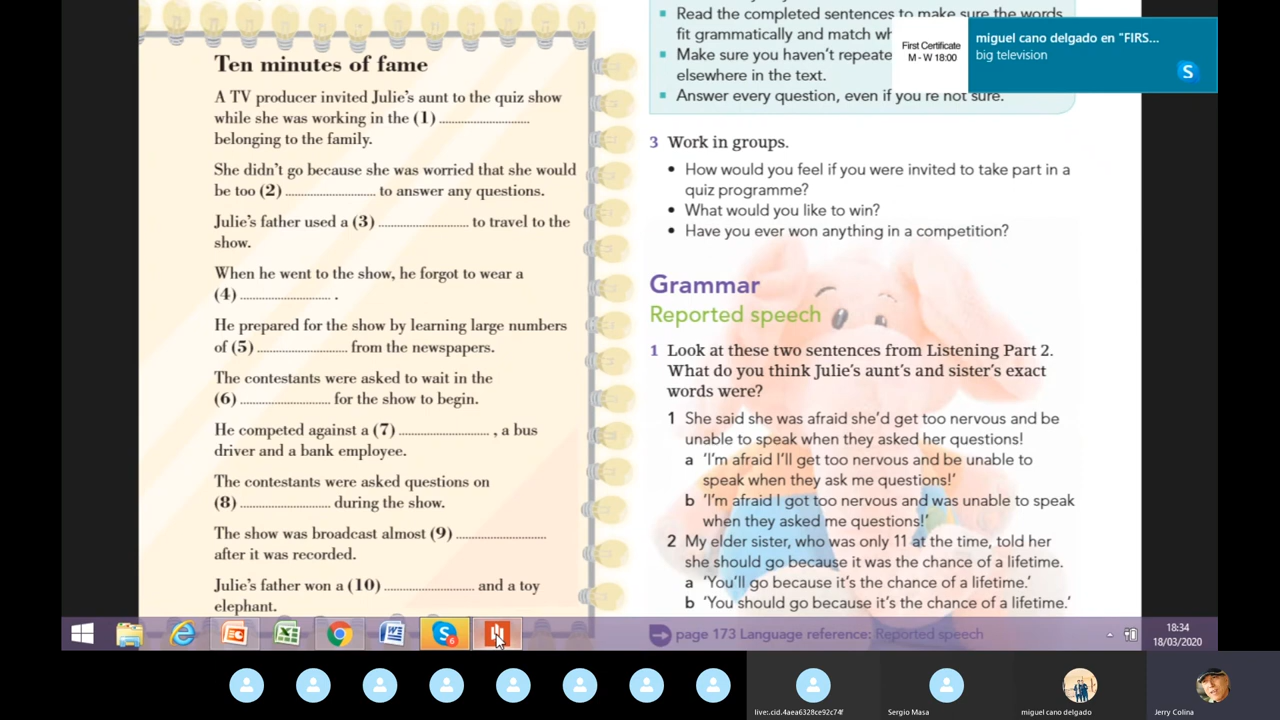 Ten minutes of fame
A TV producer invited Julie's aunt to the quiz show
while she was working in the (1) ..............................
belonging to the family.
She didn't go because she was worried that she would
be too (2) .............................. to answer any questions.
Julie's father used a (3) .............................. to travel to the
show.
When he went to the show, he forgot to wear a
(4) .............................. .
He prepared for the show by learning large numbers
of (5) .............................. from the newspapers.
The contestants were asked to wait in the
(6) .............................. for the show to begin.
He competed against a (7) .............................. , a bus
driver and a bank employee.
The contestants were asked questions on
(8) .............................. during the show.
The show was broadcast almost (9) ..............................
after it was recorded.
Julie's father won a (10) .............................. and a toy
elephant.
Read the completed sentences to make sure the words
fit grammatically and match
Make sure you haven't
elsewhere in the text.
Answer every question, even if you're not sure.
First Certificate
M - W 18:00
miguel cano delgado en "FIRS...
big television
S
3 Work in groups.
• How would you feel if you were invited to take part in a
quiz programme?
• What would you like to win?
• Have you ever won anything in a competition?
Grammar
Reported speech
1 Look at these two sentences from Listening Part 2.
What do you think Julie's aunt's and sister's exact
words were?
1 She said she was afraid she'd get too nervous and be
unable to speak when they asked her questions!
a 'I'm afraid I'll get too nervous and be unable to
speak when they ask me questions!'
b 'I'm afraid I got too nervous and was unable to speak
when they asked me questions!'
2 My elder sister, who was only 11 at the time, told her
she should go because it was the chance of a lifetime.
a 'You'll go because it's the chance of a lifetime.'
b 'You should go because it's the chance of a lifetime.'
page 173 Language reference: Reported speech
6
18:34
18/03/2020
live:.cid.4aea6328ce92c74f
Sergio Masa
miguel cano delgado
Jerry Colina